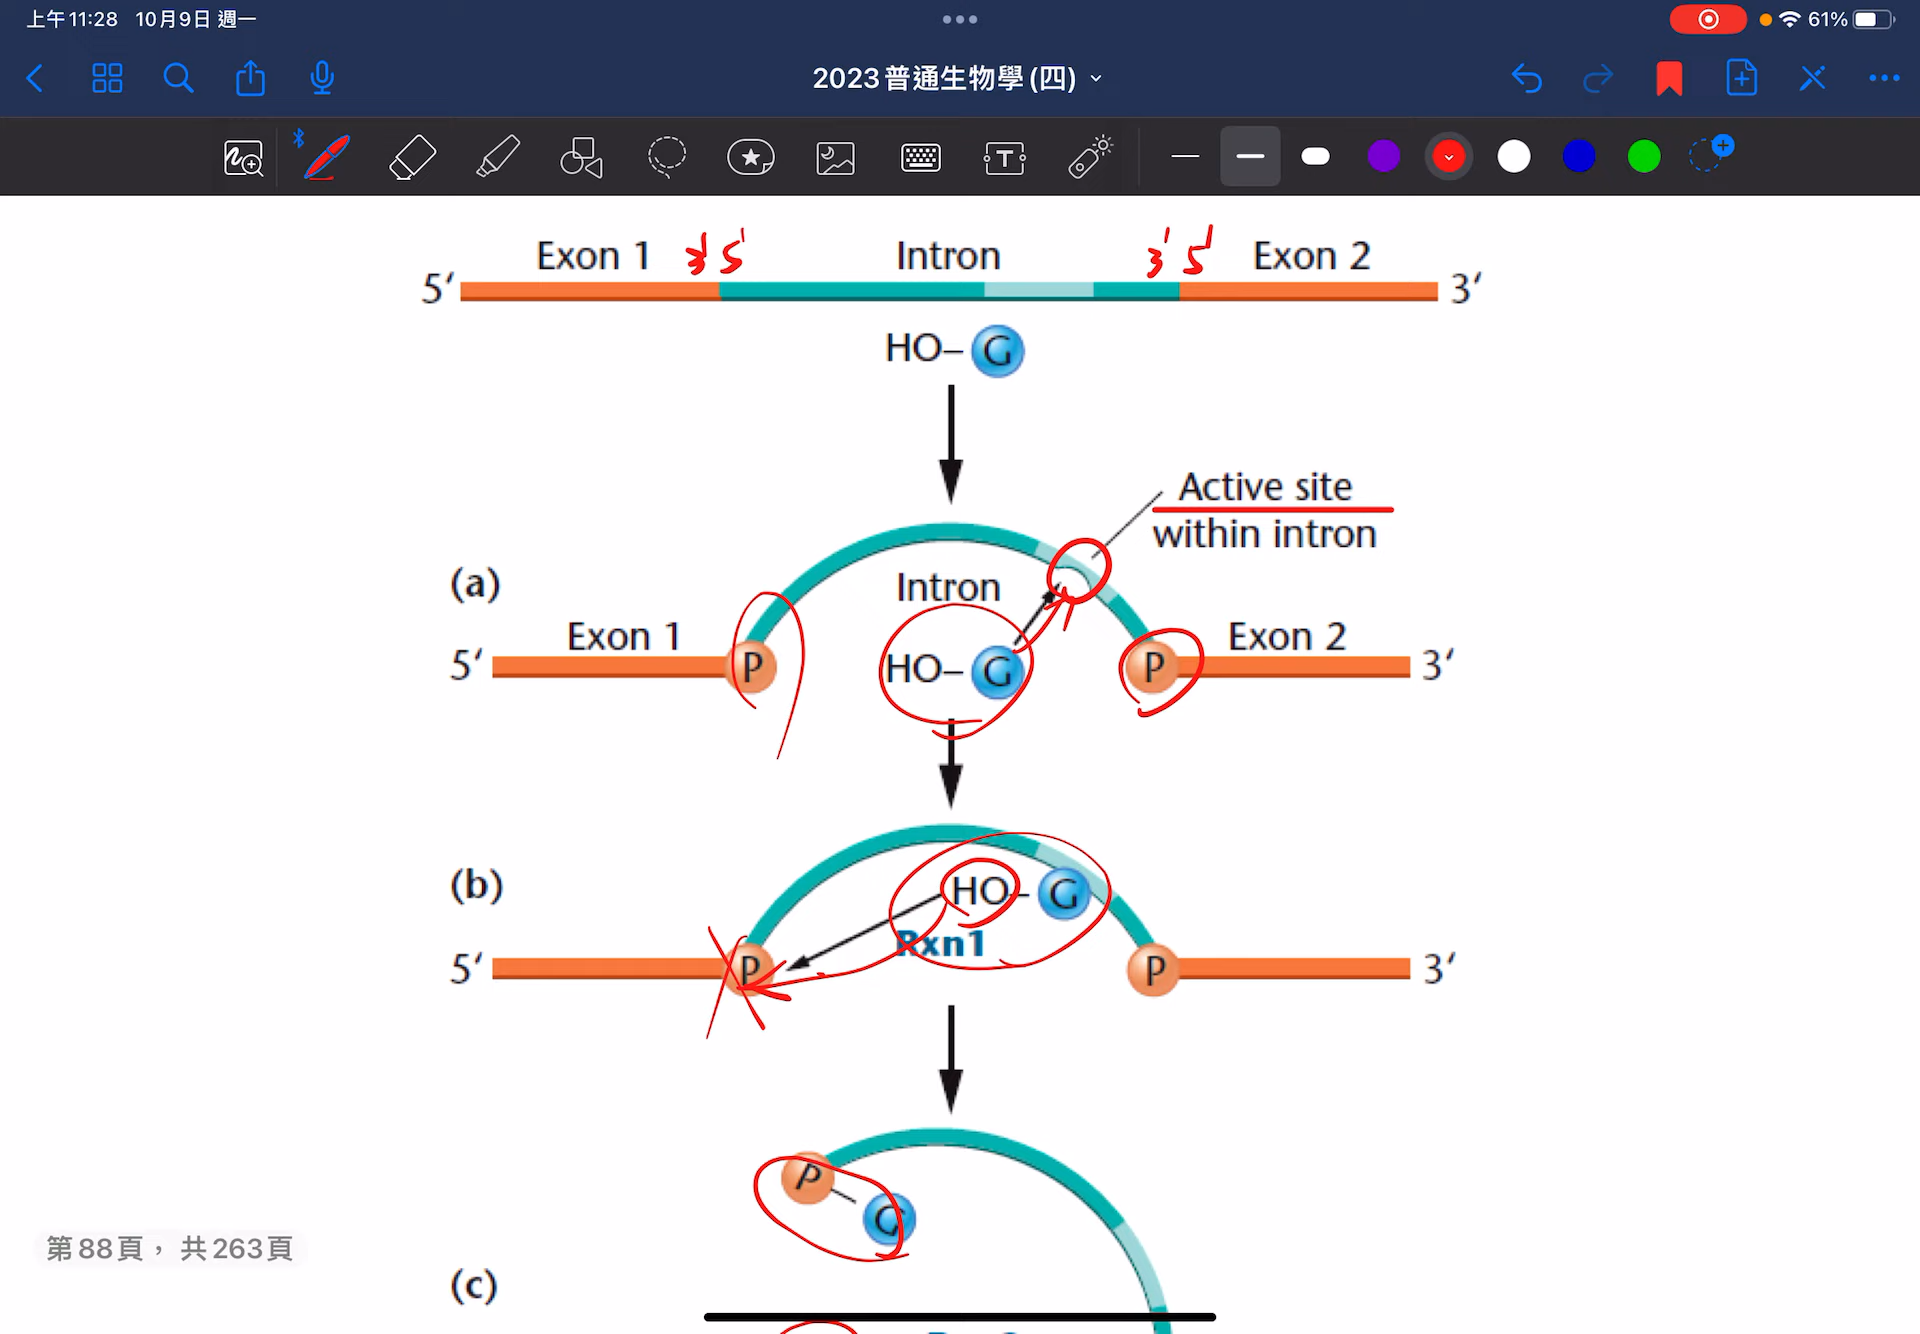 上午11:28 10月9日 週一
61%
2023普通生物學(四)
T
Exon 1 3' 5' Intron 3' 5' Exon 2
5′ 3′
HO– G
Active site
within intron
(a)
Intron
Exon 1 Exon 2
5′ P HO– G P 3′
(b)
HO– G
Rxn1
5′ P P 3′
P
G
第88頁， 共263頁
(c)